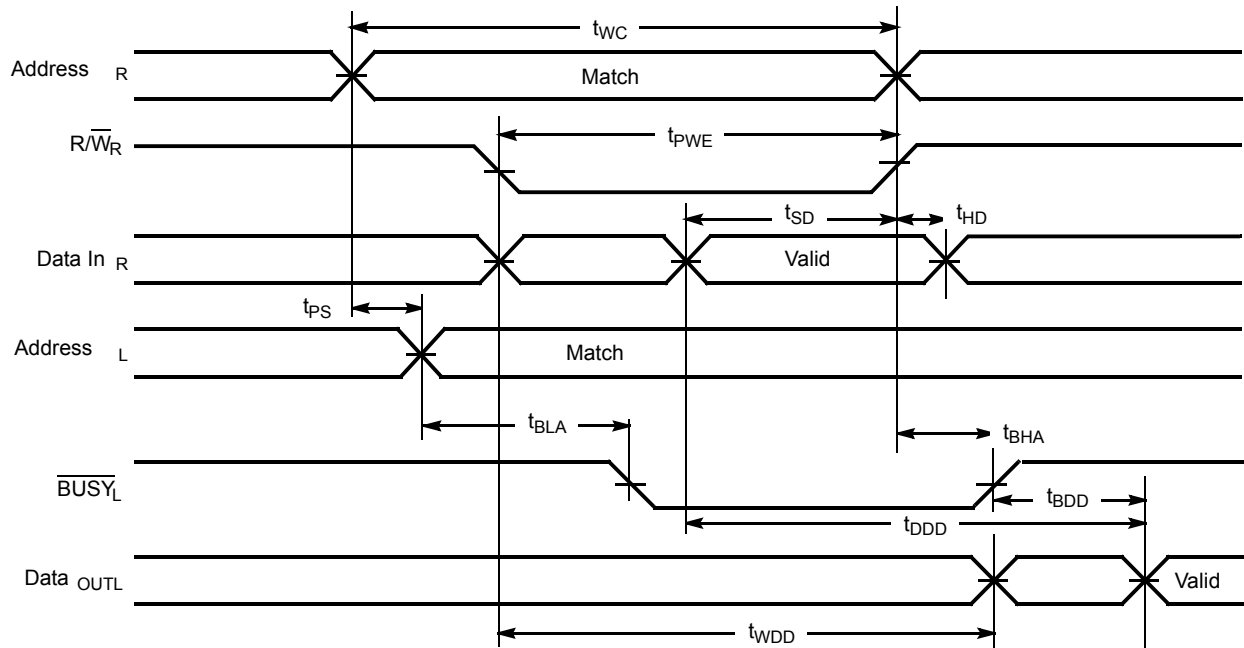 tWC
Address R
Match
R/W̅R
tPWE
tSD
tHD
Data In R
Valid
tPS
Address L
Match
tBLA
tBHA
B̅U̅S̅Y̅L
tBDD
tDDD
Data OUTL
Valid
tWDD